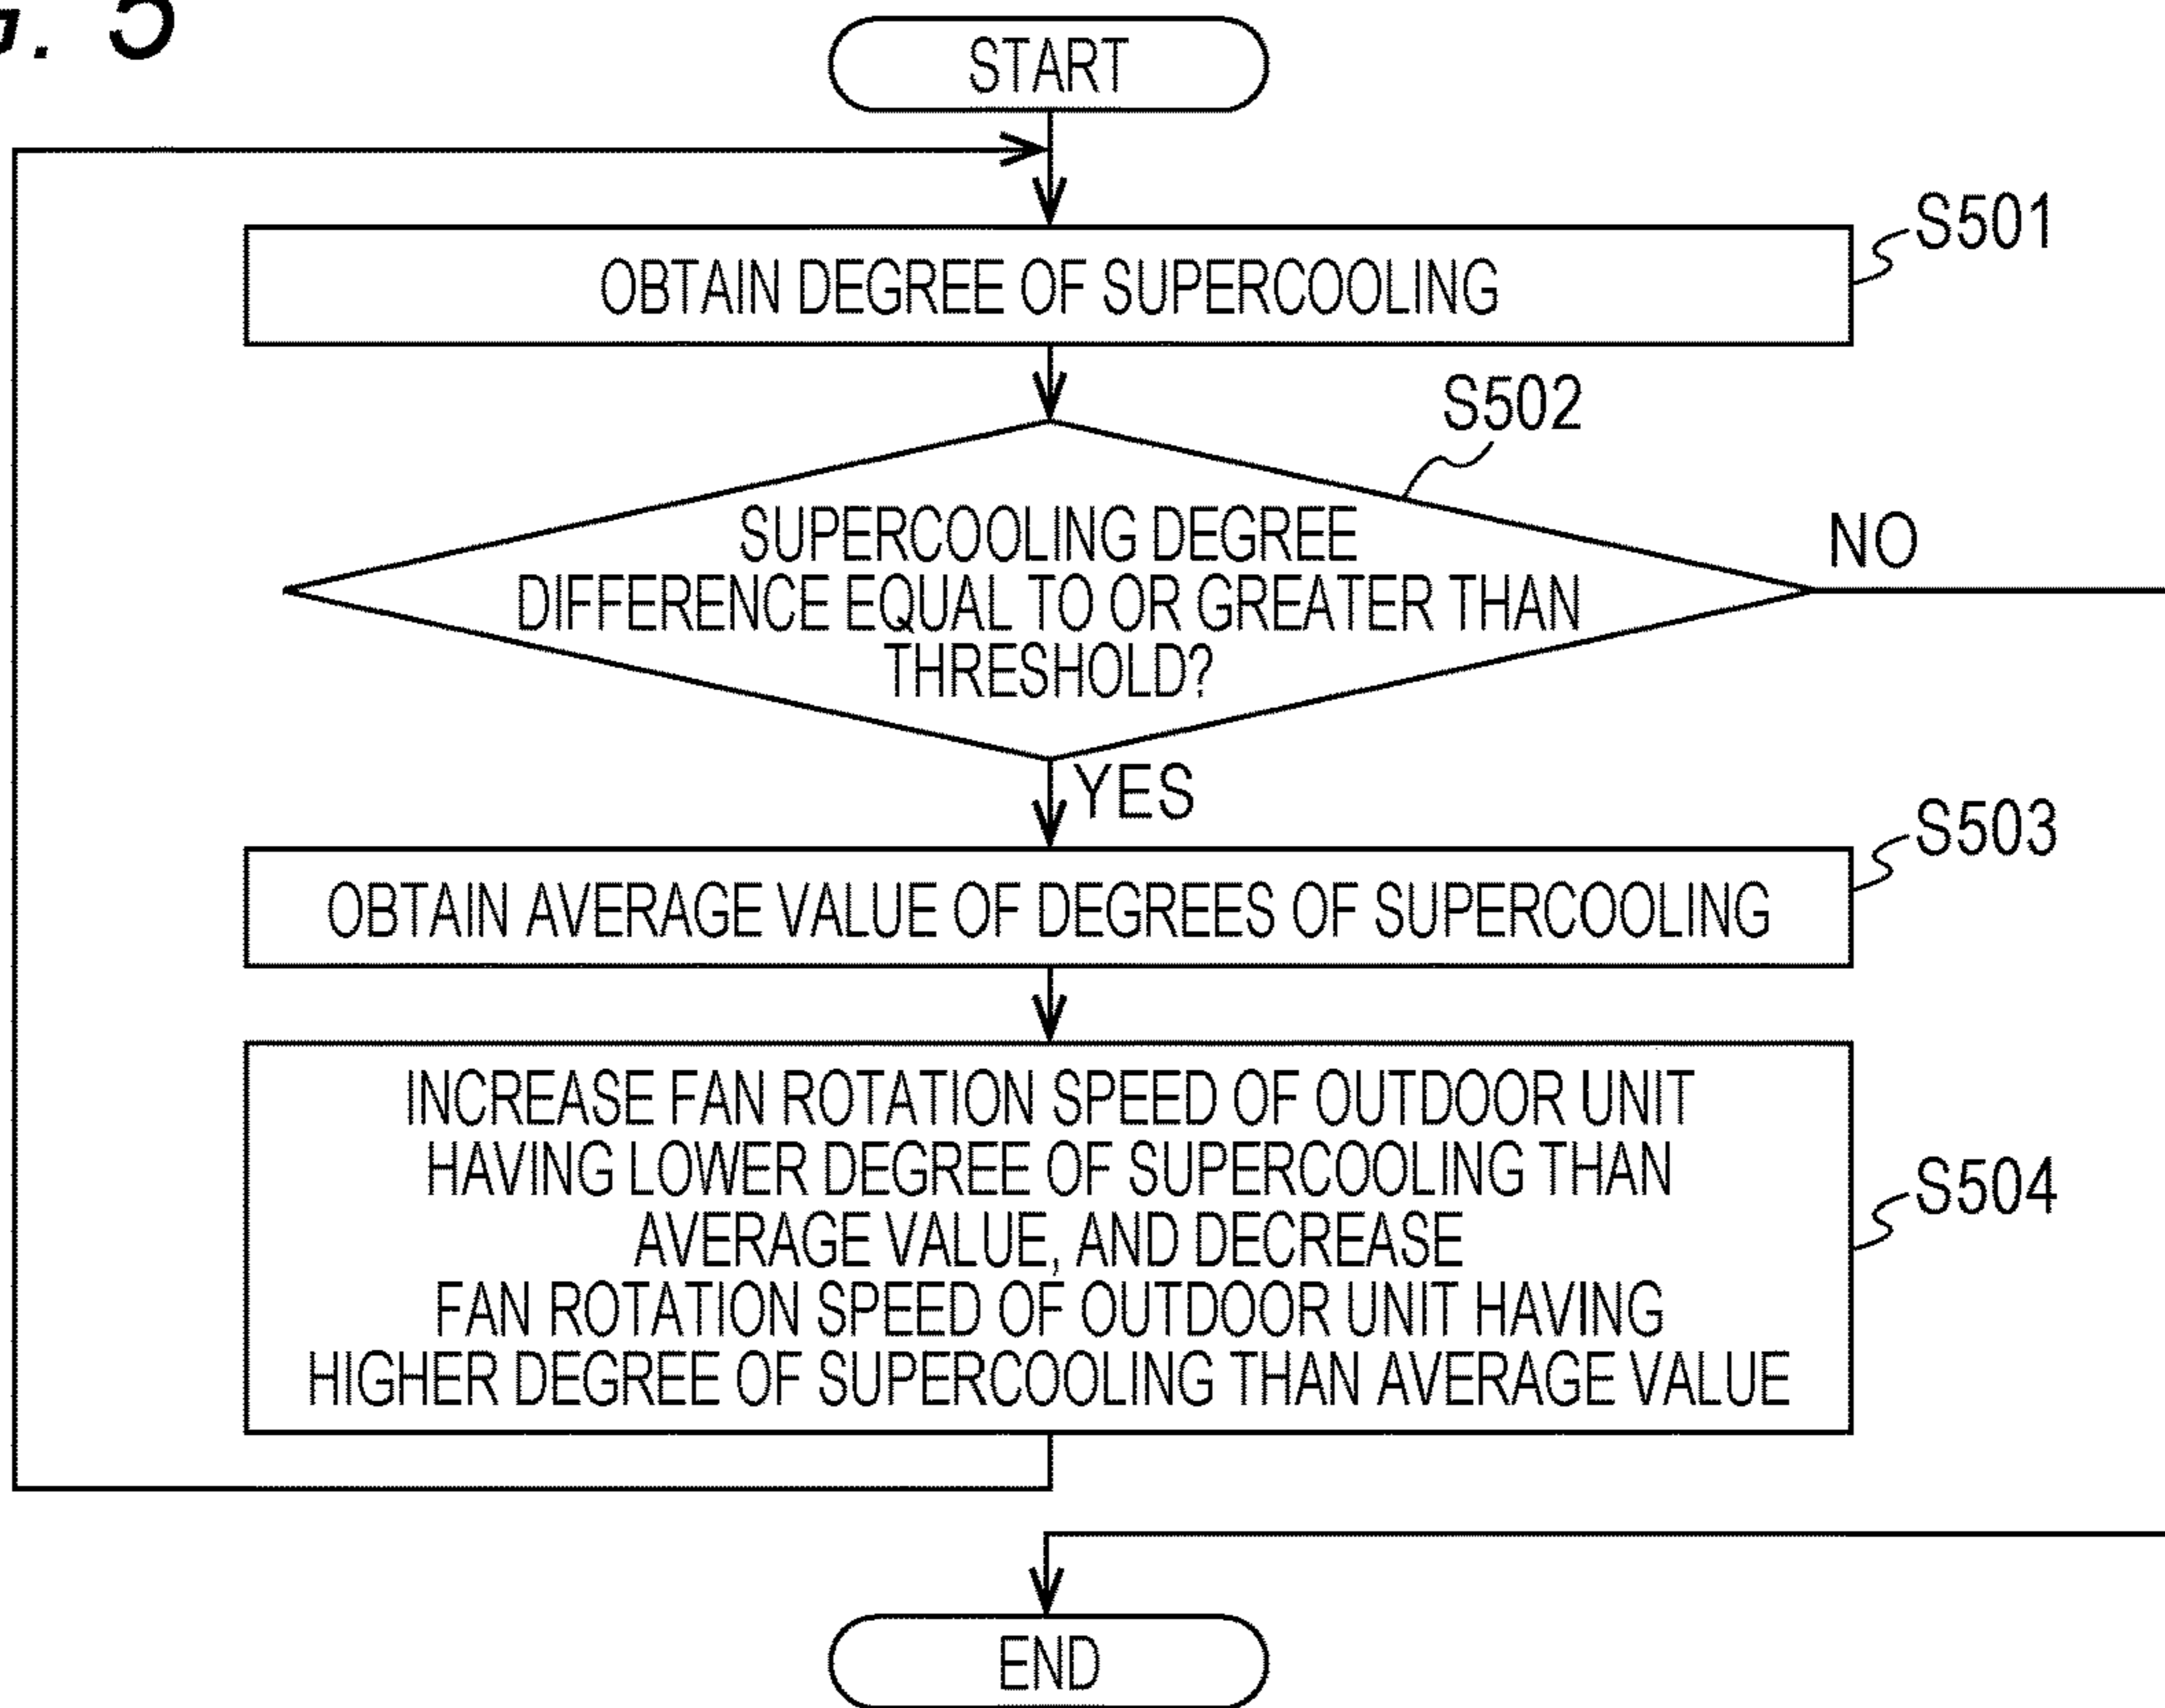 G. 5
START
S501
OBTAIN DEGREE OF SUPERCOOLING
S502
SUPERCOOLING DEGREE
DIFFERENCE EQUAL TO OR GREATER THAN
THRESHOLD?
NO
YES
S503
OBTAIN AVERAGE VALUE OF DEGREES OF SUPERCOOLING
INCREASE FAN ROTATION SPEED OF OUTDOOR UNIT
HAVING LOWER DEGREE OF SUPERCOOLING THAN
AVERAGE VALUE, AND DECREASE
FAN ROTATION SPEED OF OUTDOOR UNIT HAVING
HIGHER DEGREE OF SUPERCOOLING THAN AVERAGE VALUE
S504
END